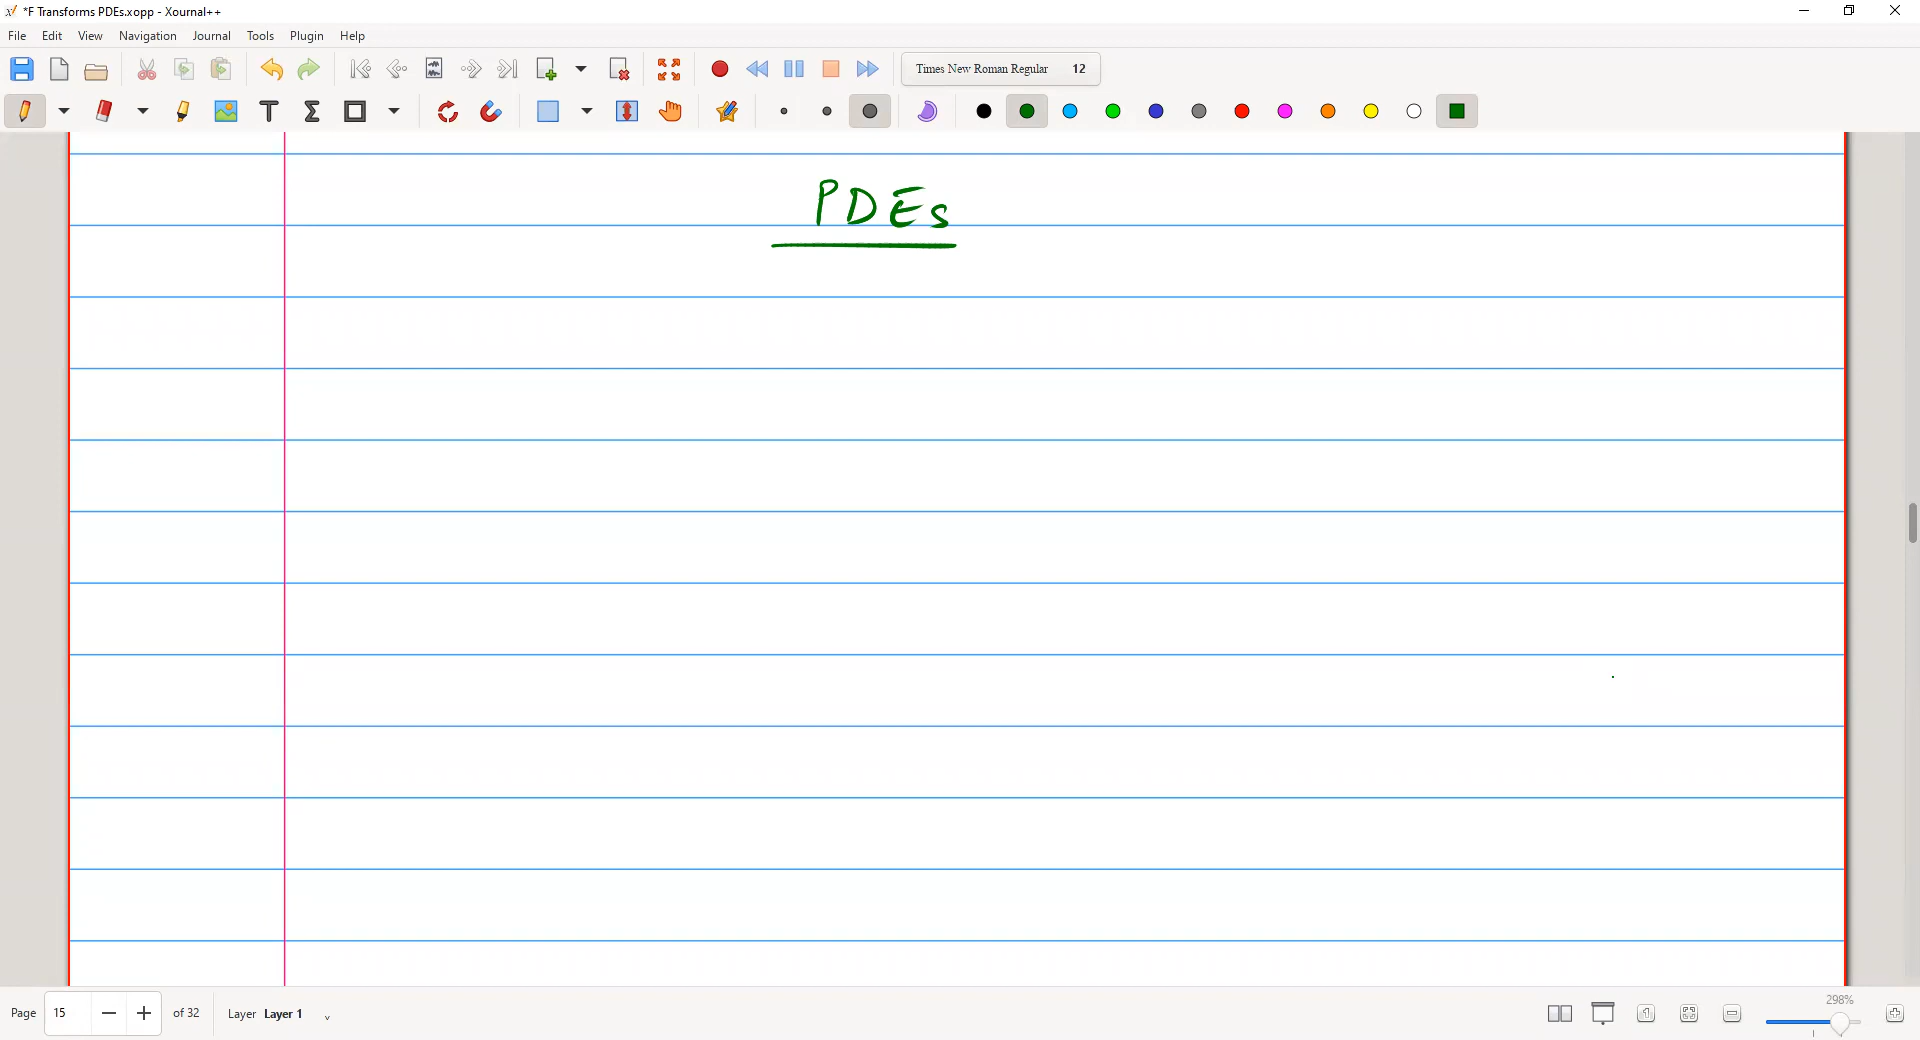 *F Transforms PDEs.xopp - Xournal++
File Edit View Navigation Journal Tools Plugin Help
Times New Roman Regular 12
PDEs
298%
Page 15 of 32 Layer Layer 1